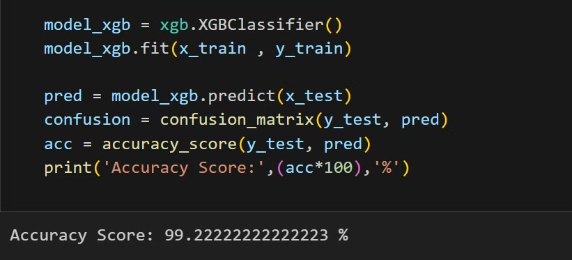 model_xgb = xgb.XGBClassifier()
model_xgb.fit(x_train , y_train)
pred = model_xgb.predict(x_test)
confusion = confusion_matrix(y_test, pred)
acc = accuracy_score(y_test, pred)
print('Accuracy Score:',(acc*100),'%')
Accuracy Score: 99.22222222222223 %